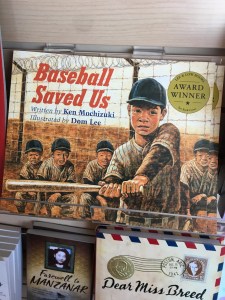 Baseball
Saved Us
Written by Ken Mochizuki
Illustrated by Dom Lee
AWARD
WINNER
Farewell to
MANZANAR
Dear Miss Breed